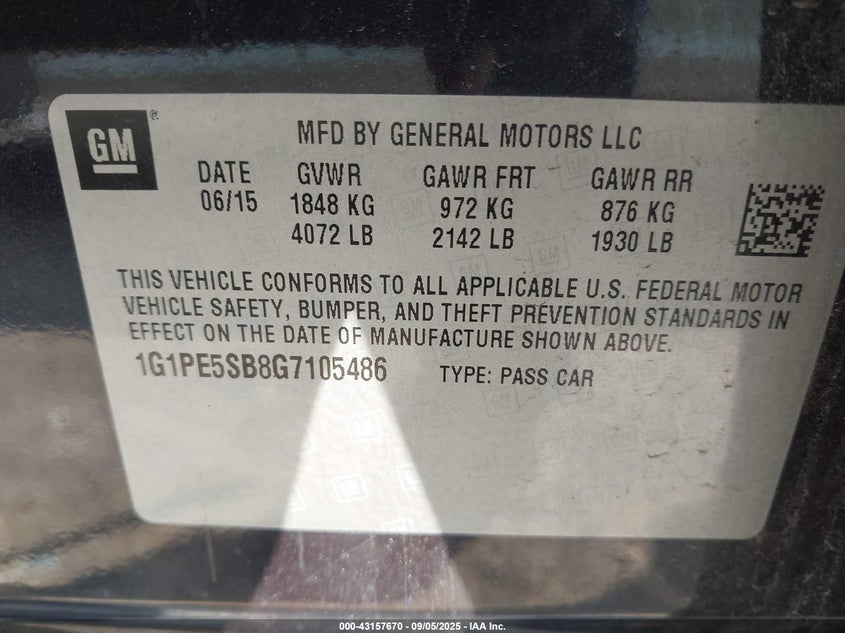 GM®
MFD BY GENERAL MOTORS LLC
DATE GVWR GAWR FRT GAWR RR
06/15 1848 KG 972 KG 876 KG
4072 LB 2142 LB 1930 LB
THIS VEHICLE CONFORMS TO ALL APPLICABLE U.S. FEDERAL MOTOR
VEHICLE SAFETY, BUMPER, AND THEFT PREVENTION STANDARDS IN
EFFECT ON THE DATE OF MANUFACTURE SHOWN ABOVE.
1G1PE5SB8G7105486 TYPE: PASS CAR
000-43157670 - 09/05/2025 - IAA Inc.